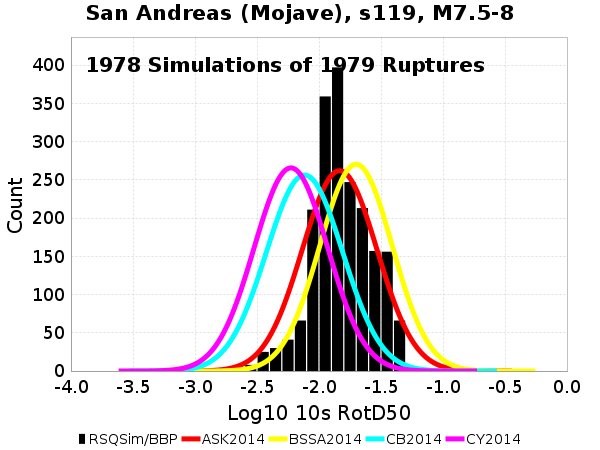 San Andreas (Mojave), s119, M7.5-8
1978 Simulations of 1979 Ruptures
Count
400
350
300
250
200
150
100
50
0
-4.0 -3.5 -3.0 -2.5 -2.0 -1.5 -1.0 -0.5 0.0
Log10 10s RotD50
RSQSim/BBP ASK2014 BSSA2014 CB2014 CY2014